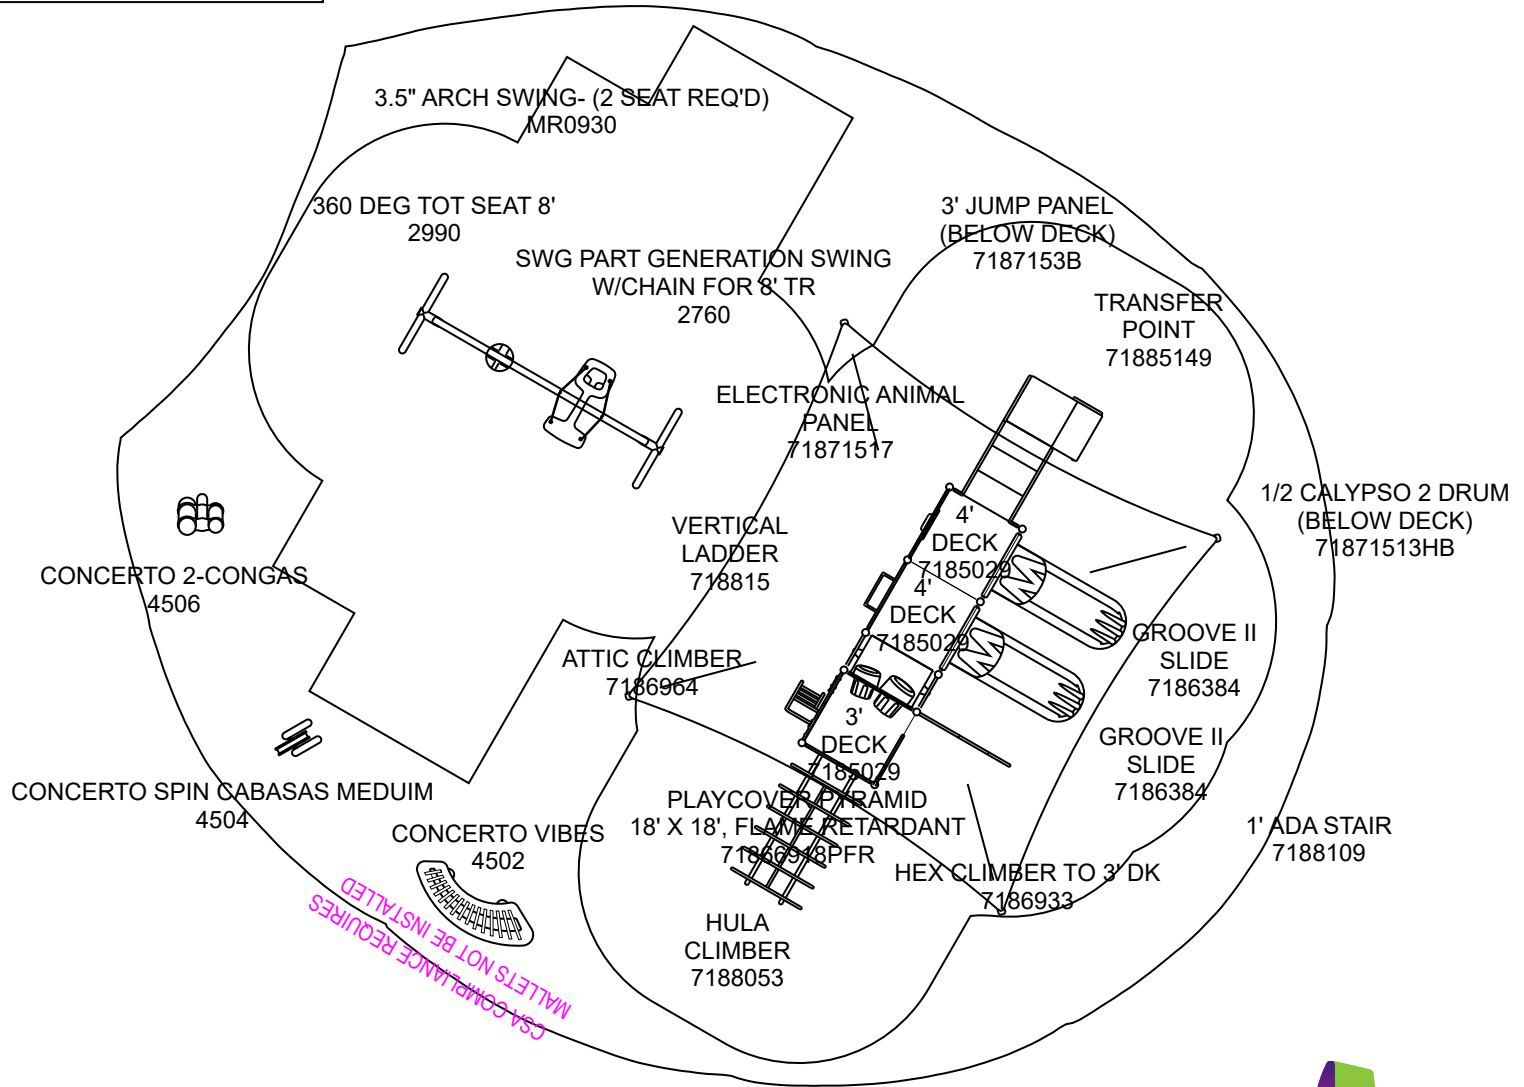 3.5" ARCH SWING- (2 SEAT REQ'D)
MR0930
360 DEG TOT SEAT 8'
2990
SWG PART GENERATION SWING
W/CHAIN FOR 8' TR
2760
3' JUMP PANEL
(BELOW DECK)
7187153B
TRANSFER
POINT
71885149
ELECTRONIC ANIMAL
PANEL
71871517
1/2 CALYPSO 2 DRUM
(BELOW DECK)
71871513HB
VERTICAL
LADDER
718815
4'
DECK
7185029
4'
DECK
7185029
CONCERTO 2-CONGAS
4506
ATTIC CLIMBER
7186964
GROOVE II
SLIDE
7186384
3'
DECK
7185029
GROOVE II
SLIDE
7186384
CONCERTO SPIN CABASAS MEDUIM
4504
CONCERTO VIBES
4502
PLAYCOVER PYRAMID
18' X 18', FLAME RETARDANT
71866918PFR
1' ADA STAIR
7188109
HEX CLIMBER TO 3' DK
7186933
HULA
CLIMBER
7188053
CSA COMPLIANCE REQUIRES
MALLETS NOT BE INSTALLED